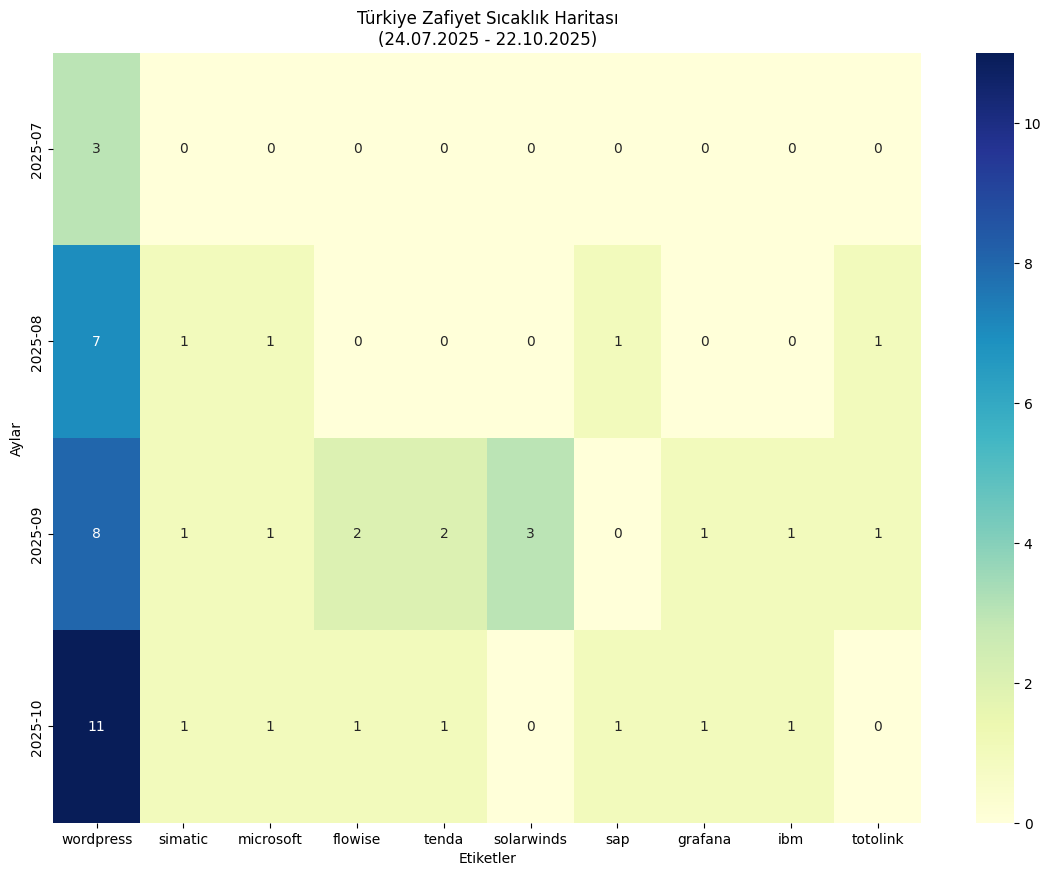 Türkiye Zafiyet Sıcaklık Haritası
(24.07.2025 - 22.10.2025)
Aylar
2025-07
3 0 0 0 0 0 0 0 0 0
2025-08
7 1 1 0 0 0 1 0 0 1
2025-09
8 1 1 2 2 3 0 1 1 1
2025-10
11 1 1 1 1 0 1 1 1 0
wordpress simatic microsoft flowise tenda solarwinds sap grafana ibm totolink
Etiketler
10
8
6
4
2
0